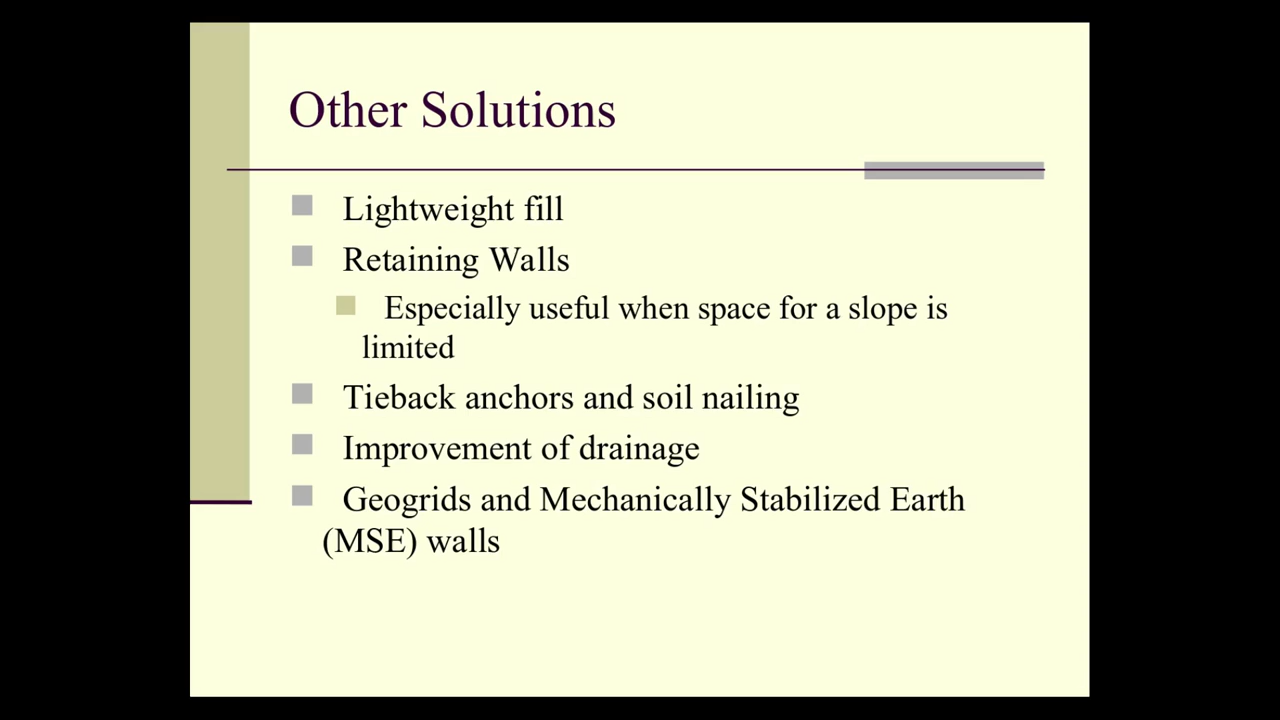 Other Solutions
Lightweight fill
Retaining Walls
Especially useful when space for a slope is
limited
Tieback anchors and soil nailing
Improvement of drainage
Geogrids and Mechanically Stabilized Earth
(MSE) walls